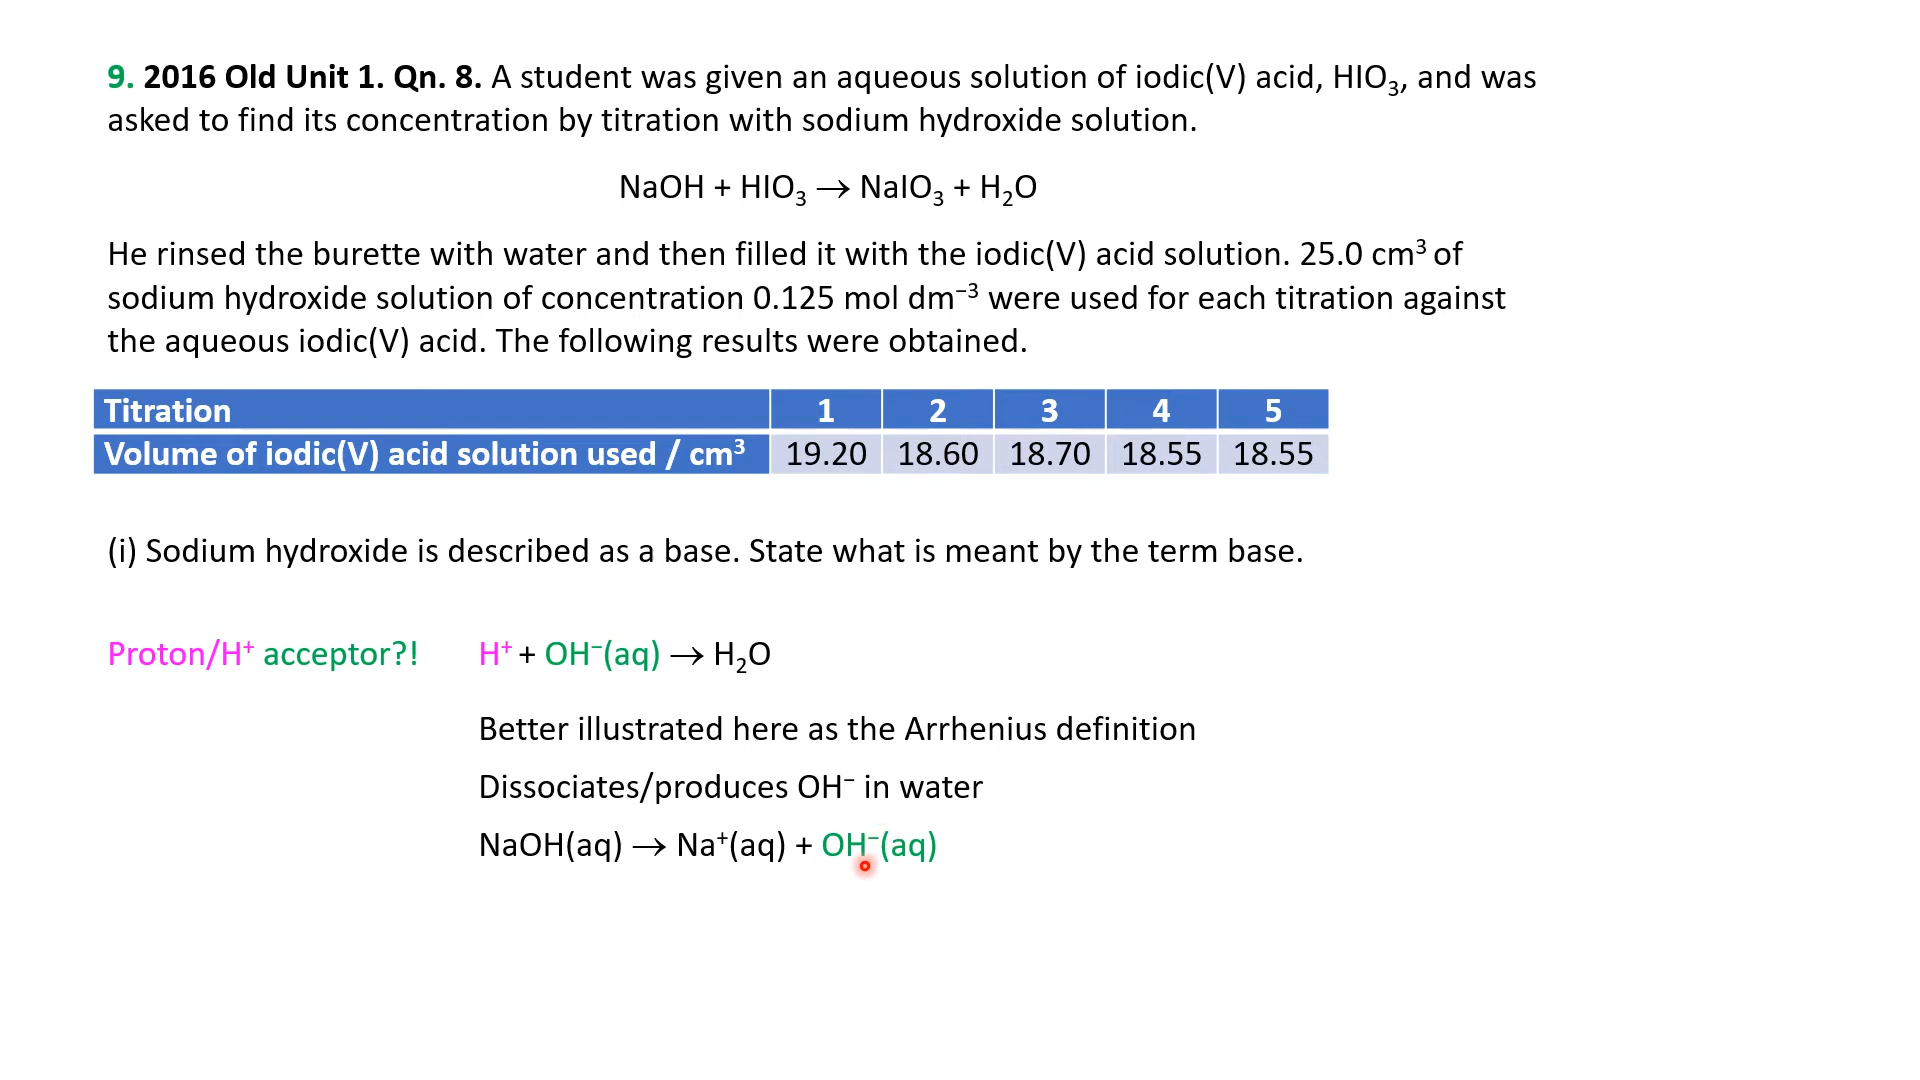 9. 2016 Old Unit 1. Qn. 8. A student was given an aqueous solution of iodic(V) acid, HIO₃, and was
asked to find its concentration by titration with sodium hydroxide solution.
NaOH + HIO₃ → NaIO₃ + H₂O
He rinsed the burette with water and then filled it with the iodic(V) acid solution. 25.0 cm³ of
sodium hydroxide solution of concentration 0.125 mol dm⁻³ were used for each titration against
the aqueous iodic(V) acid. The following results were obtained.
Titration 1 2 3 4 5
Volume of iodic(V) acid solution used / cm³ 19.20 18.60 18.70 18.55 18.55
(i) Sodium hydroxide is described as a base. State what is meant by the term base.
Proton/H⁺ acceptor?! H⁺ + OH⁻(aq) → H₂O
Better illustrated here as the Arrhenius definition
Dissociates/produces OH⁻ in water
NaOH(aq) → Na⁺(aq) + OH⁻(aq)